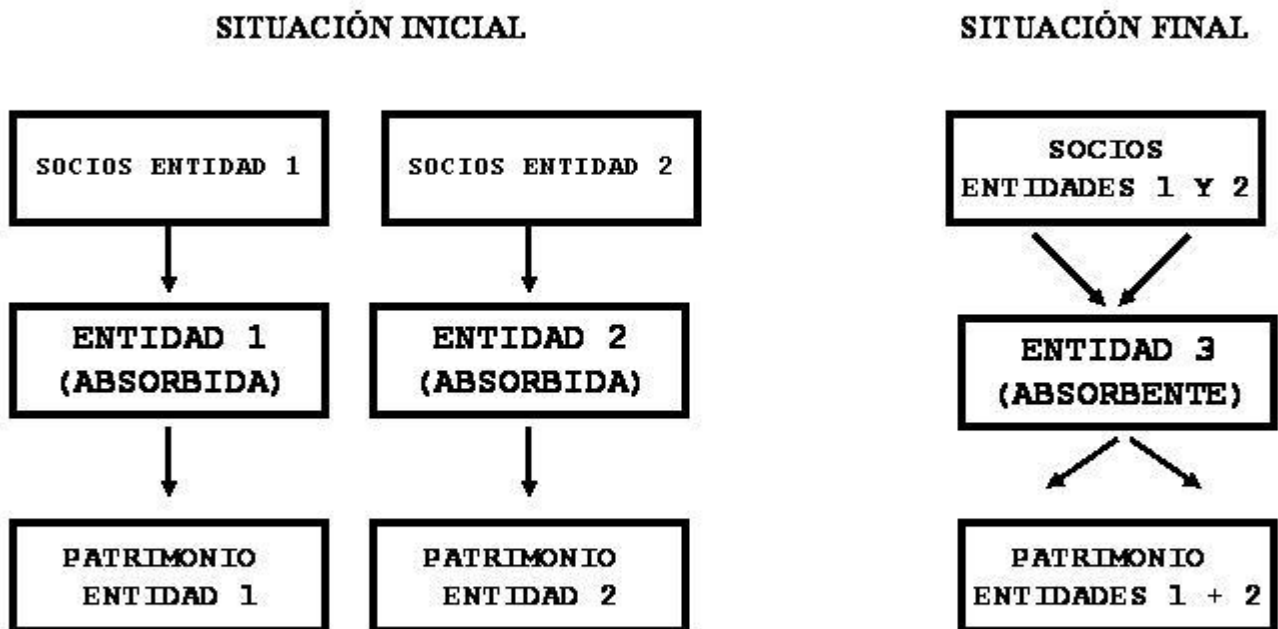 SITUACIÓN INICIAL
SITUACIÓN FINAL
SOCIOS ENTIDAD 1
SOCIOS ENTIDAD 2
SOCIOS
ENTIDADES 1 Y 2
ENTIDAD 1
(ABSORBIDA)
ENTIDAD 2
(ABSORBIDA)
ENTIDAD 3
(ABSORBENTE)
PATRIMONIO
ENTIDAD 1
PATRIMONIO
ENTIDAD 2
PATRIMONIO
ENTIDADES 1 + 2